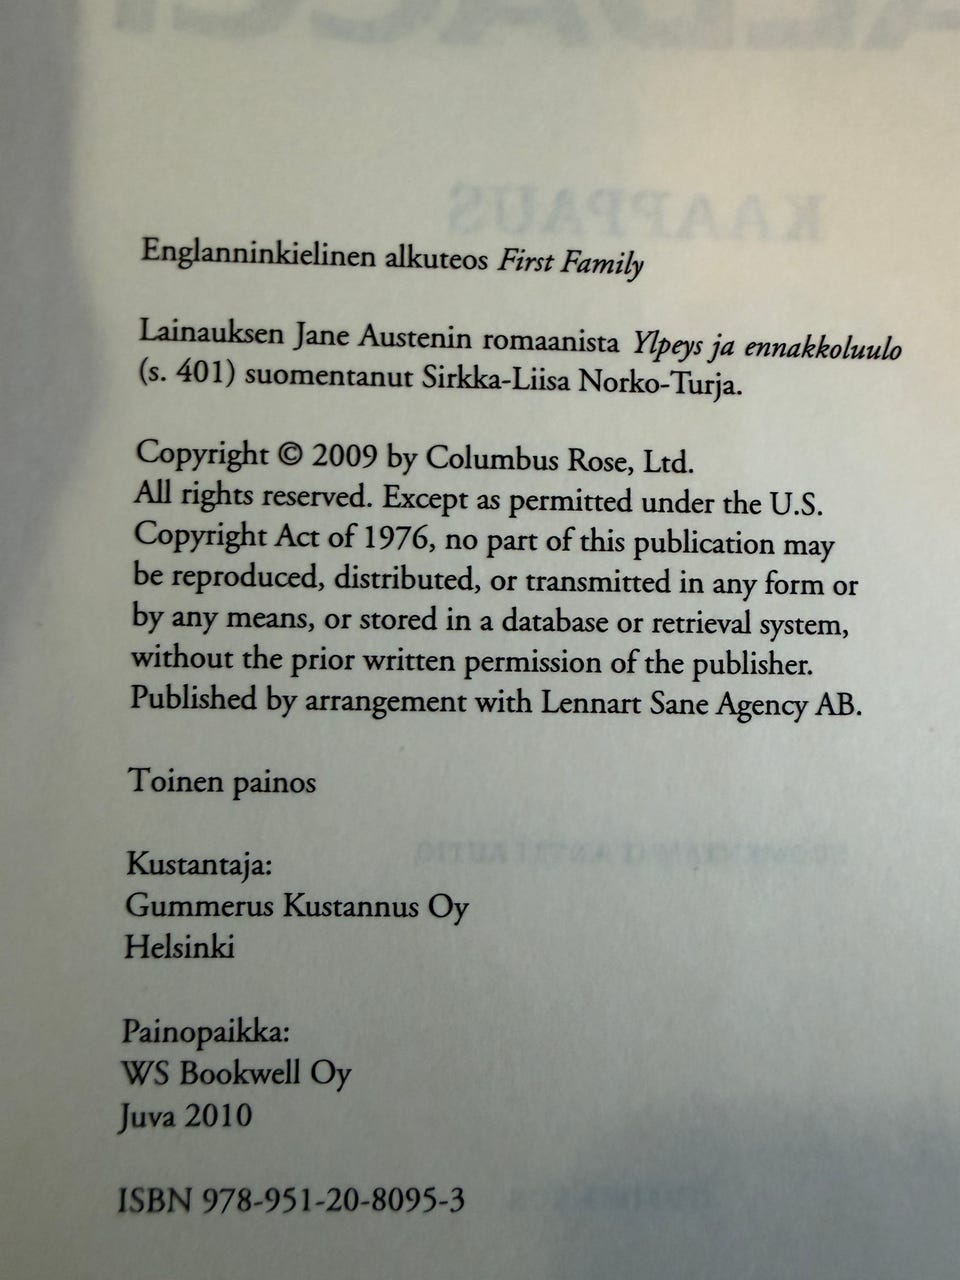 Englanninkielinen alkuteos First Family
Lainauksen Jane Austenin romaanista Ylpeys ja ennakkoluulo
(s. 401) suomentanut Sirkka-Liisa Norko-Turja.
Copyright © 2009 by Columbus Rose, Ltd.
All rights reserved. Except as permitted under the U.S.
Copyright Act of 1976, no part of this publication may
be reproduced, distributed, or transmitted in any form or
by any means, or stored in a database or retrieval system,
without the prior written permission of the publisher.
Published by arrangement with Lennart Sane Agency AB.
Toinen painos
Kustantaja:
Gummerus Kustannus Oy
Helsinki
Painopaikka:
WS Bookwell Oy
Juva 2010
ISBN 978-951-20-8095-3